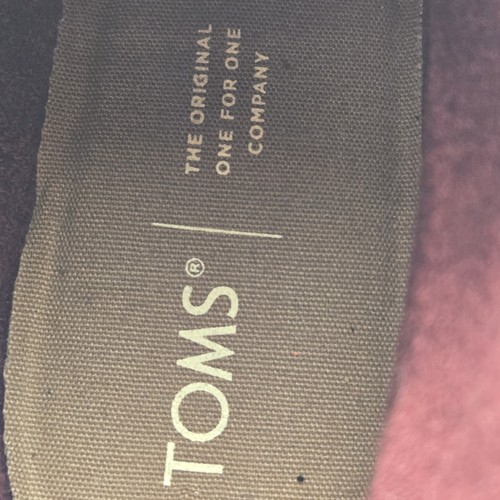 TOMS®
THE ORIGINAL
ONE FOR ONE
COMPANY